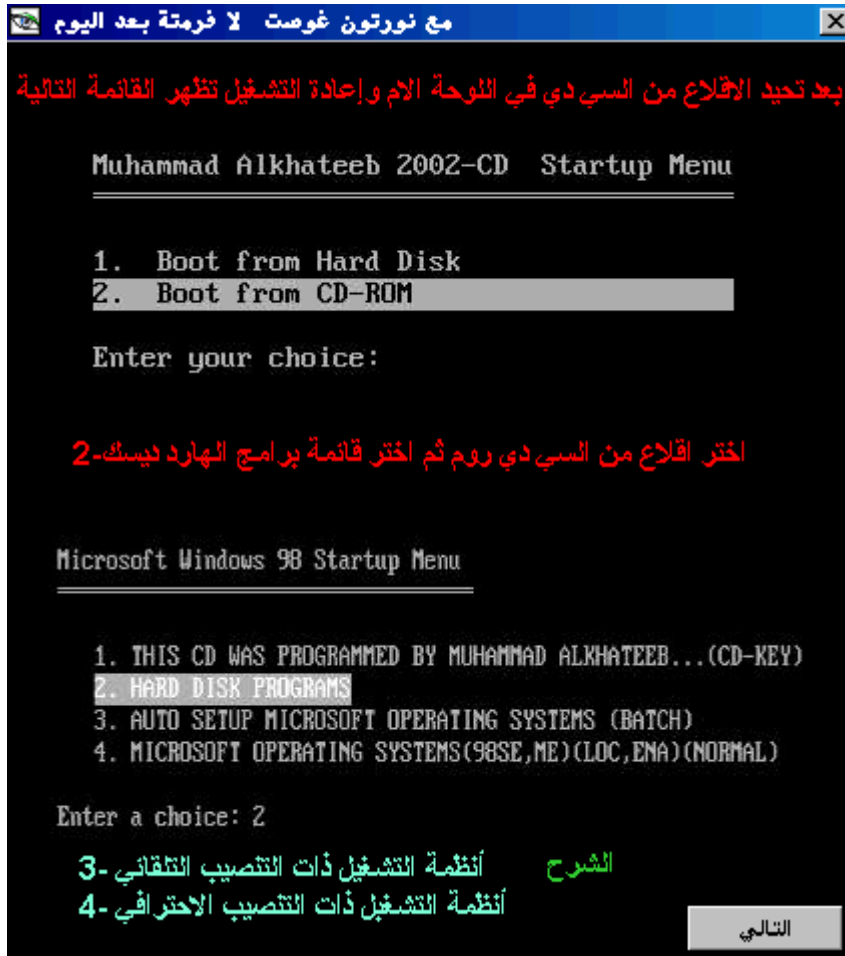 مع نورتون غوصت لا فرمتة بعد اليوم
بعد تحيد الاقلاع من السي دي في اللوحة الام وإعادة التشغيل تظهر القائمة التالية
Muhammad Alkhateeb 2002-CD Startup Menu
1. Boot from Hard Disk
2. Boot from CD-ROM
Enter your choice:
اختر اقلاع من السي دي روم ثم اختر قائمة برامج الهارد ديسك-2
Microsoft Windows 98 Startup Menu
1. THIS CD WAS PROGRAMMED BY MUHAMMAD ALKHATEEB...(CD-KEY)
2. HARD DISK PROGRAMS
3. AUTO SETUP MICROSOFT OPERATING SYSTEMS (BATCH)
4. MICROSOFT OPERATING SYSTEMS(98SE,ME)(LOC,ENA)(NORMAL)
Enter a choice: 2
الشرح أنظمة التشغيل ذات التنصيب التلقائي -3
أنظمة التشغيل ذات التنصيب الاحترافي -4
التالي